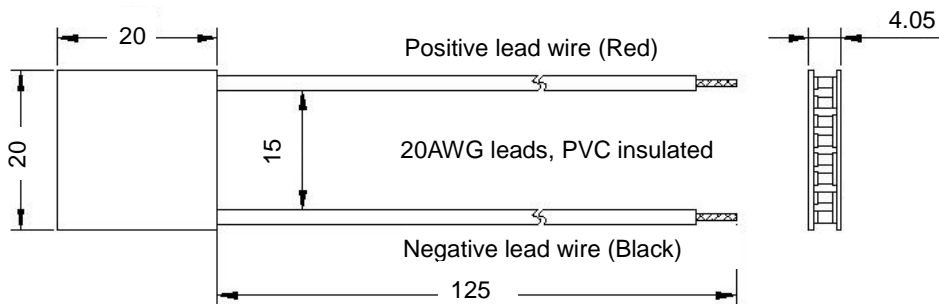 20
4.05
Positive lead wire (Red)
20
15
20AWG leads, PVC insulated
Negative lead wire (Black)
125